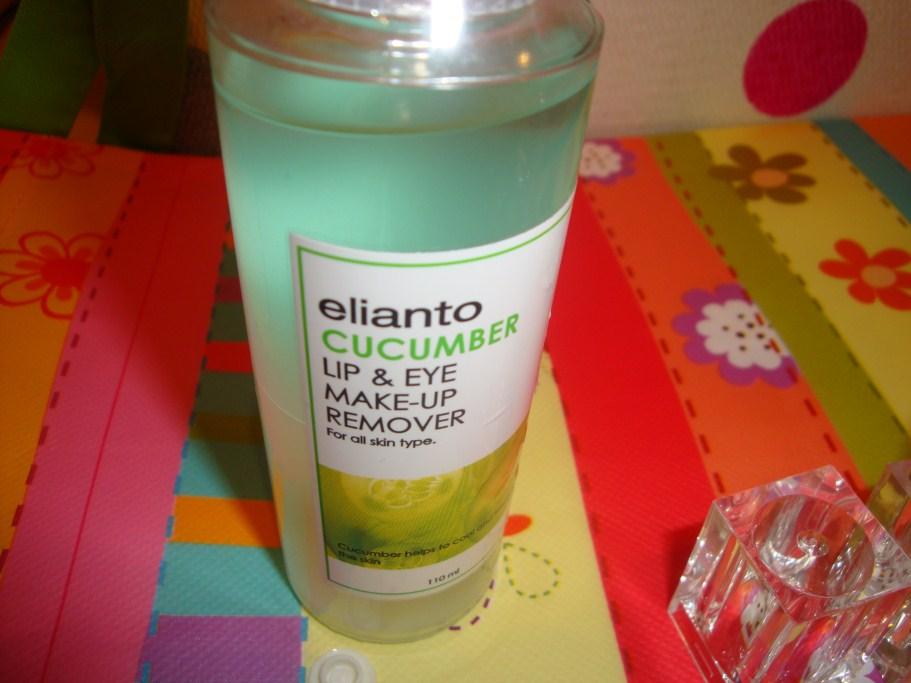 elianto
CUCUMBER
LIP & EYE
MAKE-UP
REMOVER
For all skin type.
Cucumber helps to cool and
the skin
110 ml